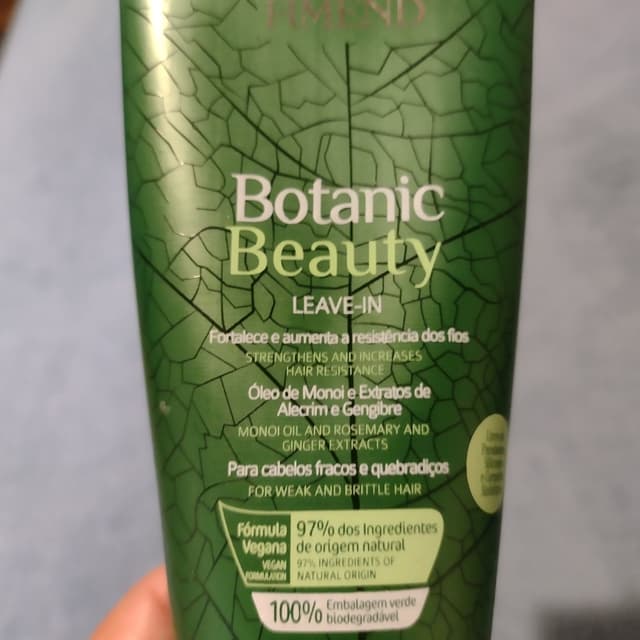 Botanic
Beauty
LEAVE-IN
Fortalece e aumenta a resistência dos fios
STRENGTHENS AND INCREASES
HAIR RESISTANCE
Óleo de Monoi e Extratos de
Alecrim e Gengibre
MONOI OIL AND ROSEMARY AND
GINGER EXTRACTS
Para cabelos fracos e quebradiços
FOR WEAK AND BRITTLE HAIR
Fórmula
Vegana
VEGAN
FORMULATION
97% dos Ingredientes
de origem natural
97% INGREDIENTS OF
NATURAL ORIGIN
100% Embalagem verde
biodegradável